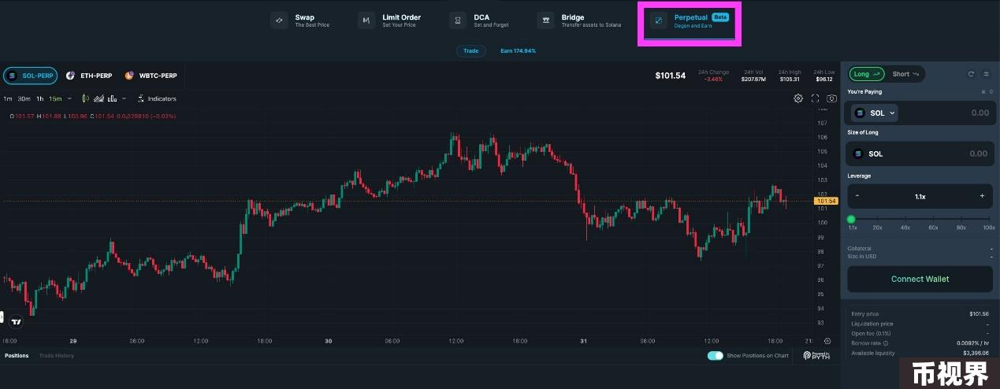 Swap
The Best Price
Limit Order
Set Your Price
DCA
Set and Forget
Bridge
Transfer assets to Solana
Perpetual Beta
Degen and Earn
Trade Earn 174.94%
SOL-PERP ETH-PERP WBTC-PERP
$101.54
24h Change
-3.46%
24h Vol
$207.67M
24h High
$105.31
24h Low
$96.12
1m 30m 1h 15m Indicators
O101.57 H101.88 L100.96 C101.54 0.0₃29810 (−0.03%)
108
107
106
105
104
103
102
101.54
101
100
99
98
97
96
95
94
93
18:00 29 06:00 12:00 18:00 30 06:00 12:00 18:00 31 06:00 12:00 18:00 21:
Positions Trade History
Show Positions on Chart
Powered by
PYTH
Long Short
You're Paying 0
SOL 0.00
Size of Long
SOL 0.00
Leverage
- 1.1x +
1.1x 20x 40x 60x 80x 100x
Collateral -
Size in USD -
Connect Wallet
Entry price $101.56
Liquidation price -
Open fee (0.1%) -
Borrow rate 0.0092% / hr
Available liquidity $3,396.06
币视界